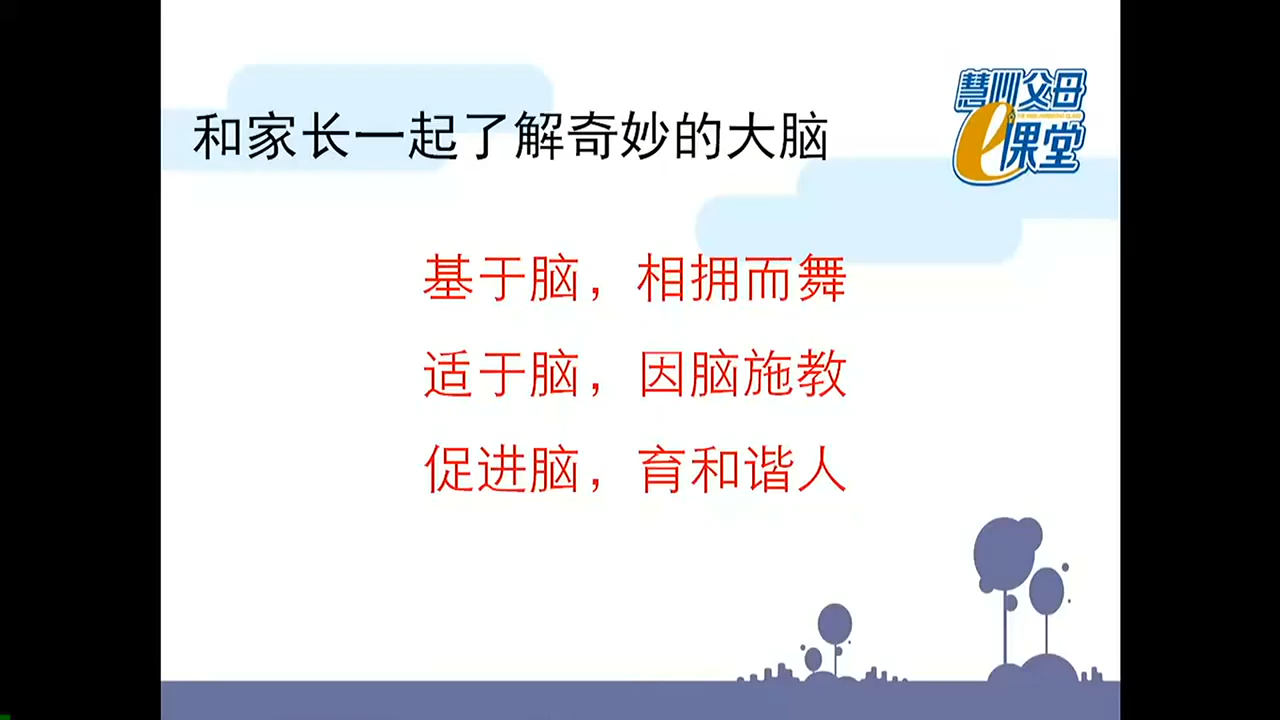 和家长一起了解奇妙的大脑
慧州父母
e课堂
基于脑，相拥而舞
适于脑，因脑施教
促进脑，育和谐人